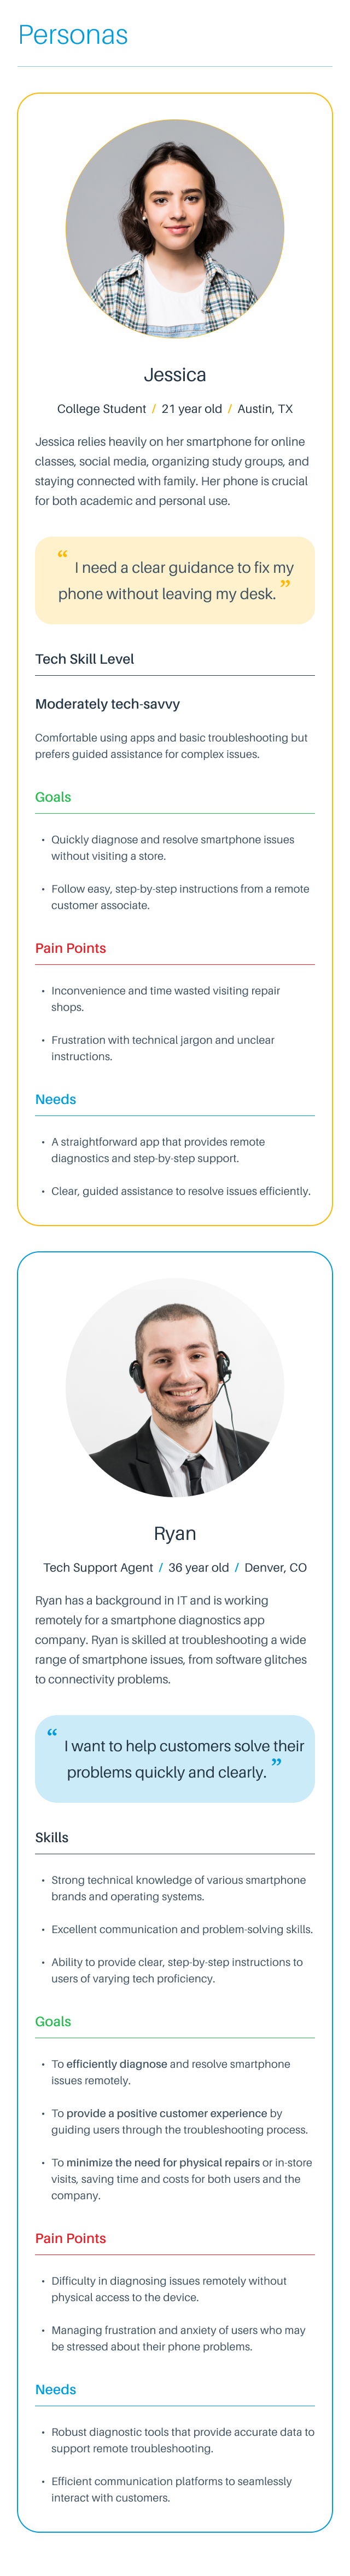 Personas
Jessica
College Student / 21 year old / Austin, TX
Jessica relies heavily on her smartphone for online
classes, social media, organizing study groups, and
staying connected with family. Her phone is crucial
for both academic and personal use.
“ I need a clear guidance to fix my
phone without leaving my desk. ”
Tech Skill Level
Moderately tech-savvy
Comfortable using apps and basic troubleshooting but
prefers guided assistance for complex issues.
Goals
• Quickly diagnose and resolve smartphone issues
without visiting a store.
• Follow easy, step-by-step instructions from a remote
customer associate.
Pain Points
• Inconvenience and time wasted visiting repair
shops.
• Frustration with technical jargon and unclear
instructions.
Needs
• A straightforward app that provides remote
diagnostics and step-by-step support.
• Clear, guided assistance to resolve issues efficiently.
Ryan
Tech Support Agent / 36 year old / Denver, CO
Ryan has a background in IT and is working
remotely for a smartphone diagnostics app
company. Ryan is skilled at troubleshooting a wide
range of smartphone issues, from software glitches
to connectivity problems.
“ I want to help customers solve their
problems quickly and clearly. ”
Skills
• Strong technical knowledge of various smartphone
brands and operating systems.
• Excellent communication and problem-solving skills.
• Ability to provide clear, step-by-step instructions to
users of varying tech proficiency.
Goals
• To efficiently diagnose and resolve smartphone
issues remotely.
• To provide a positive customer experience by
guiding users through the troubleshooting process.
• To minimize the need for physical repairs or in-store
visits, saving time and costs for both users and the
company.
Pain Points
• Difficulty in diagnosing issues remotely without
physical access to the device.
• Managing frustration and anxiety of users who may
be stressed about their phone problems.
Needs
• Robust diagnostic tools that provide accurate data to
support remote troubleshooting.
• Efficient communication platforms to seamlessly
interact with customers.